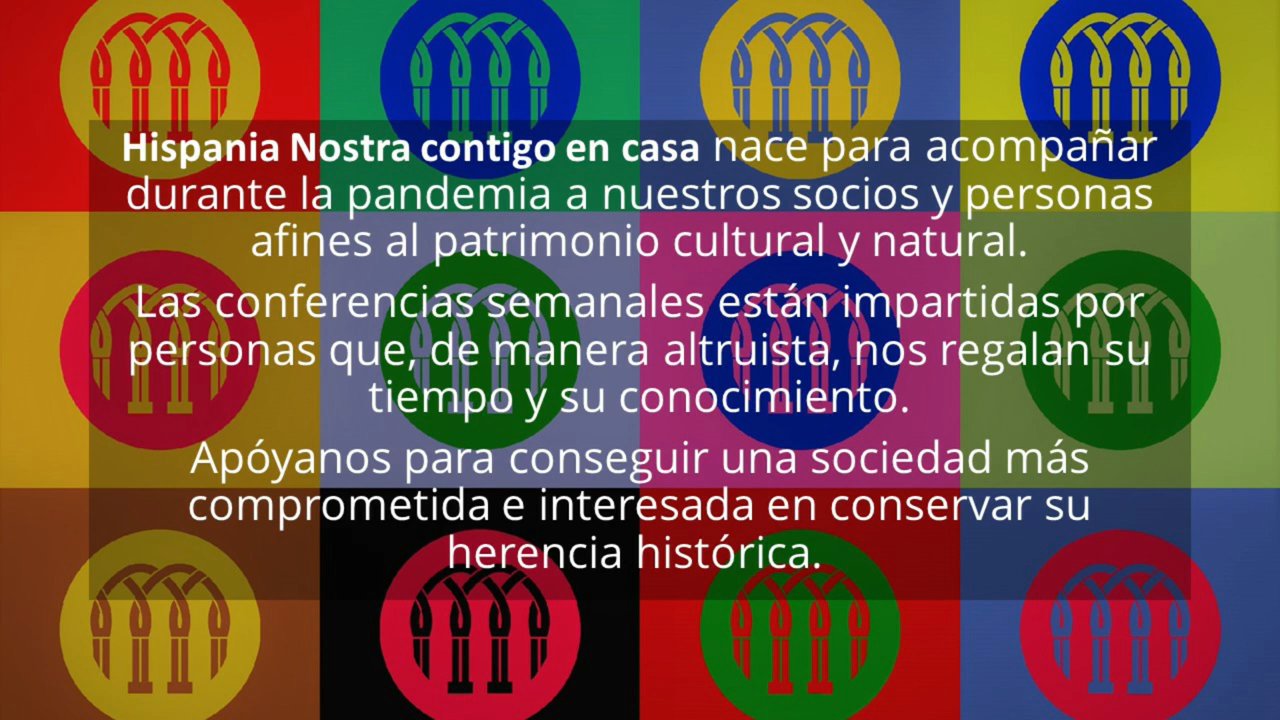 Hispania Nostra contigo en casa nace para acompañar
durante la pandemia a nuestros socios y personas
afines al patrimonio cultural y natural.
Las conferencias semanales están impartidas por
personas que, de manera altruista, nos regalan su
tiempo y su conocimiento.
Apóyanos para conseguir una sociedad más
comprometida e interesada en conservar su
herencia histórica.